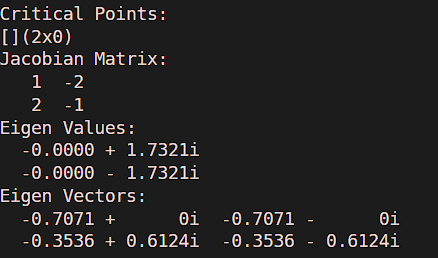 Critical Points:
[](2x0)
Jacobian Matrix:
   1  -2
   2  -1
Eigen Values:
  -0.0000 + 1.7321i
  -0.0000 - 1.7321i
Eigen Vectors:
  -0.7071 +      0i  -0.7071 -      0i
  -0.3536 + 0.6124i  -0.3536 - 0.6124i